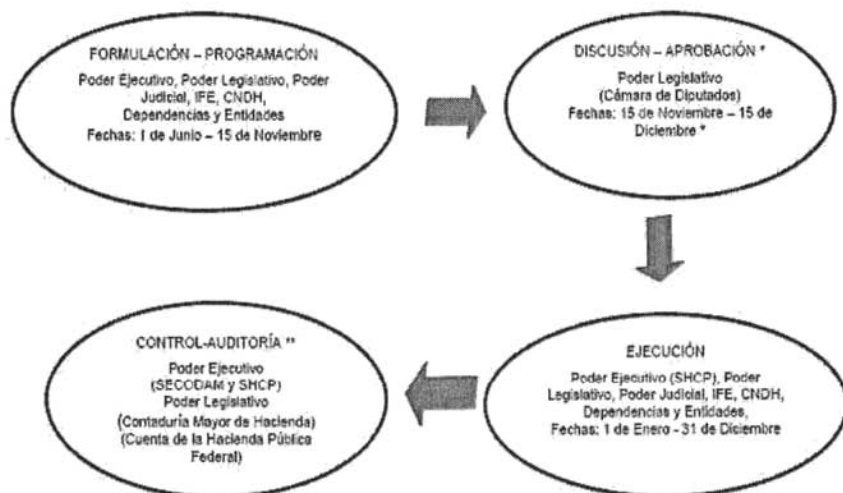 FORMULACIÓN – PROGRAMACIÓN
Poder Ejecutivo, Poder Legislativo, Poder
Judicial, IFE, CNDH,
Dependencias y Entidades
Fechas: 1 de Junio – 15 de Noviembre
DISCUSIÓN – APROBACIÓN *
Poder Legislativo
(Cámara de Diputados)
Fechas: 15 de Noviembre – 15 de
Diciembre *
EJECUCIÓN
Poder Ejecutivo (SHCP), Poder
Legislativo, Poder Judicial, IFE, CNDH,
Dependencias y Entidades,
Fechas: 1 de Enero - 31 de Diciembre
CONTROL-AUDITORÍA **
Poder Ejecutivo
(SECODAM y SHCP)
Poder Legislativo
(Contaduría Mayor de Hacienda)
(Cuenta de la Hacienda Pública
Federal)